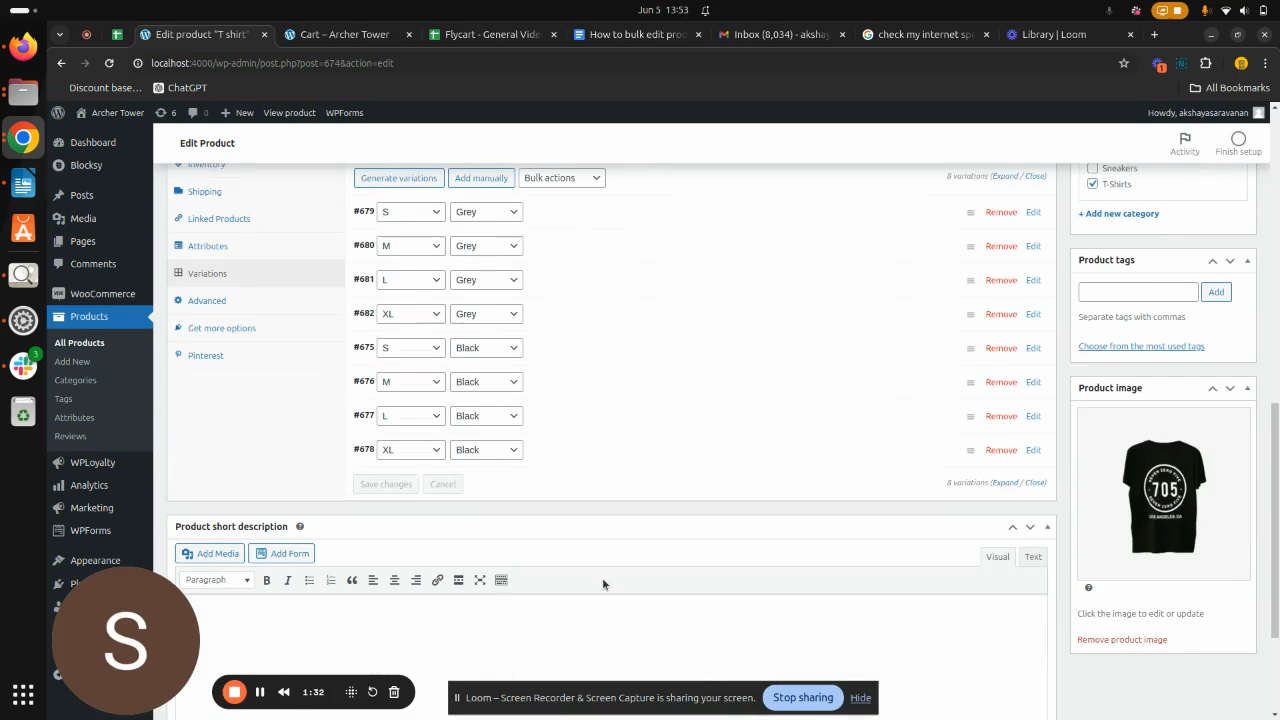 Jun 5 13:53
Edit product "T shirt"
Cart – Archer Tower
Flycart - General Vide
How to bulk edit prod
Inbox (8,034) - akshay
check my internet spe
Library | Loom
localhost:4000/wp-admin/post.php?post=674&action=edit
Discount base...
ChatGPT
All Bookmarks
Archer Tower
6
0
New
View product
WPForms
Howdy, akshayasaravanan
Dashboard
Blocksy
Posts
Media
Pages
Comments
WooCommerce
Products
All Products
Add New
Categories
Tags
Attributes
Reviews
WPLoyalty
Analytics
Marketing
WPForms
Appearance
3
1
Edit Product
Activity
Finish setup
Inventory
Shipping
Linked Products
Attributes
Variations
Advanced
Get more options
Pinterest
Generate variations
Add manually
Bulk actions
8 variations (Expand / Close)
#679 S Grey Remove Edit
#680 M Grey Remove Edit
#681 L Grey Remove Edit
#682 XL Grey Remove Edit
#675 S Black Remove Edit
#676 M Black Remove Edit
#677 L Black Remove Edit
#678 XL Black Remove Edit
Save changes
Cancel
8 variations (Expand / Close)
Product short description
Add Media
Add Form
Visual
Text
Paragraph
B
I
Sneakers
T-Shirts
+ Add new category
Product tags
Add
Separate tags with commas
Choose from the most used tags
Product image
705
LOS ANGELES, CA
Click the image to edit or update
Remove product image
S
1:32
Loom – Screen Recorder & Screen Capture is sharing your screen.
Stop sharing
Hide